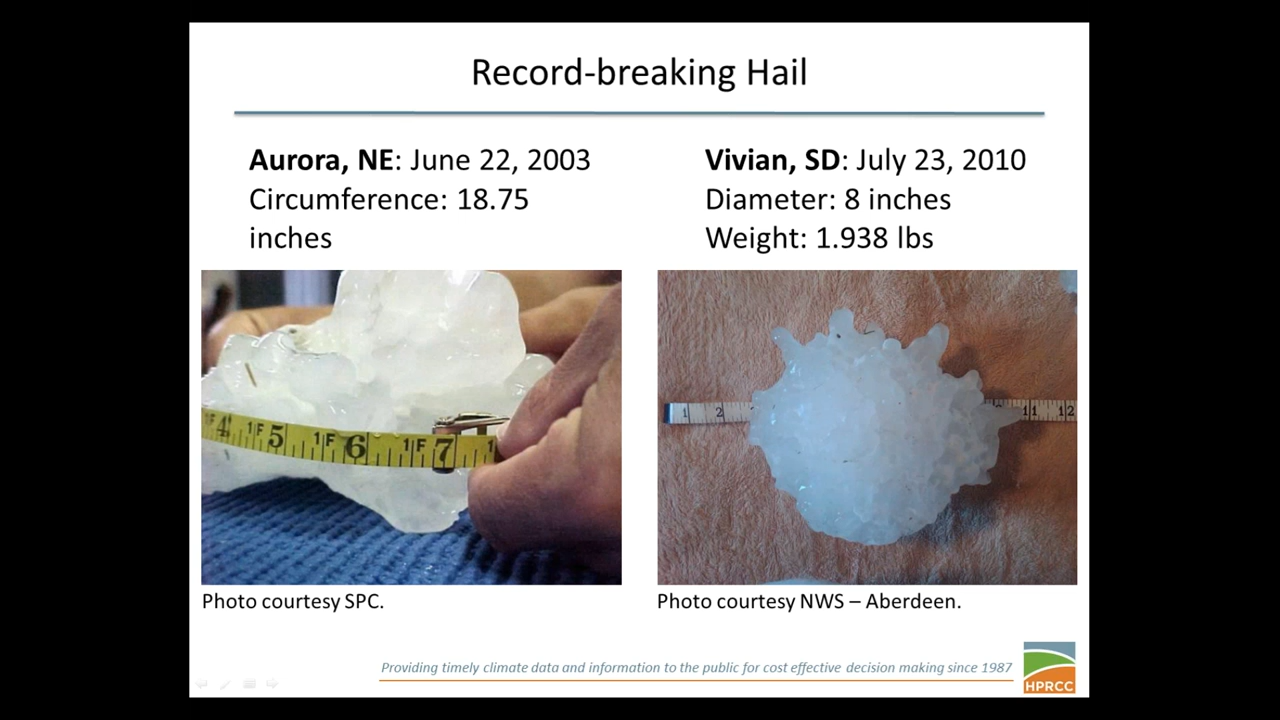 Record-breaking Hail
Aurora, NE: June 22, 2003
Circumference: 18.75
inches
Vivian, SD: July 23, 2010
Diameter: 8 inches
Weight: 1.938 lbs
4 1F 5 1F 6 1F 7 1
1 2 11 12
Photo courtesy SPC.
Photo courtesy NWS – Aberdeen.
Providing timely climate data and information to the public for cost effective decision making since 1987
HPRCC